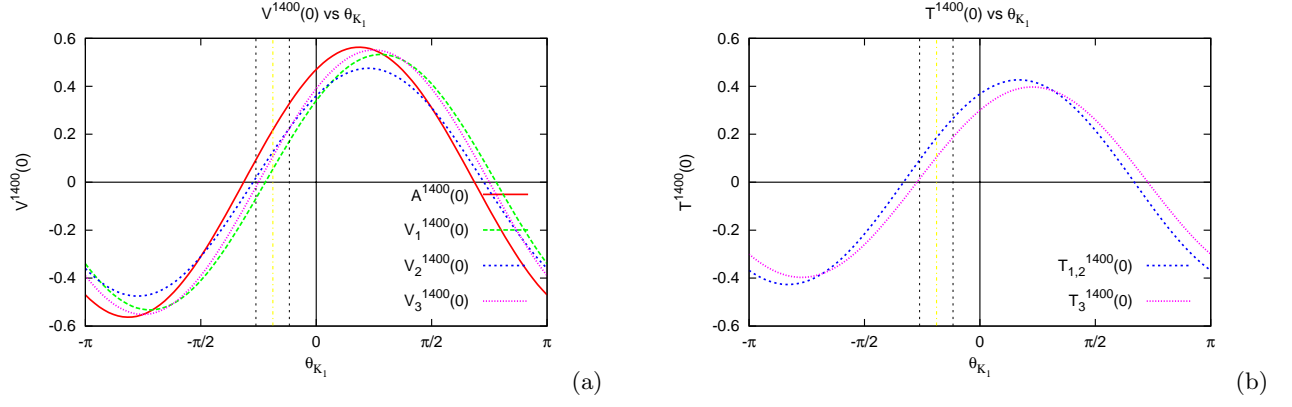 V^1400(0) vs θ_K1
V^1400(0)
0.6
0.4
0.2
0
-0.2
-0.4
-0.6
-π
-π/2
0
π/2
π
θ_K1
A^1400(0)
V_1^1400(0)
V_2^1400(0)
V_3^1400(0)
(a)
T^1400(0) vs θ_K1
T^1400(0)
0.6
0.4
0.2
0
-0.2
-0.4
-0.6
-π
-π/2
0
π/2
π
θ_K1
T_1,2^1400(0)
T_3^1400(0)
(b)